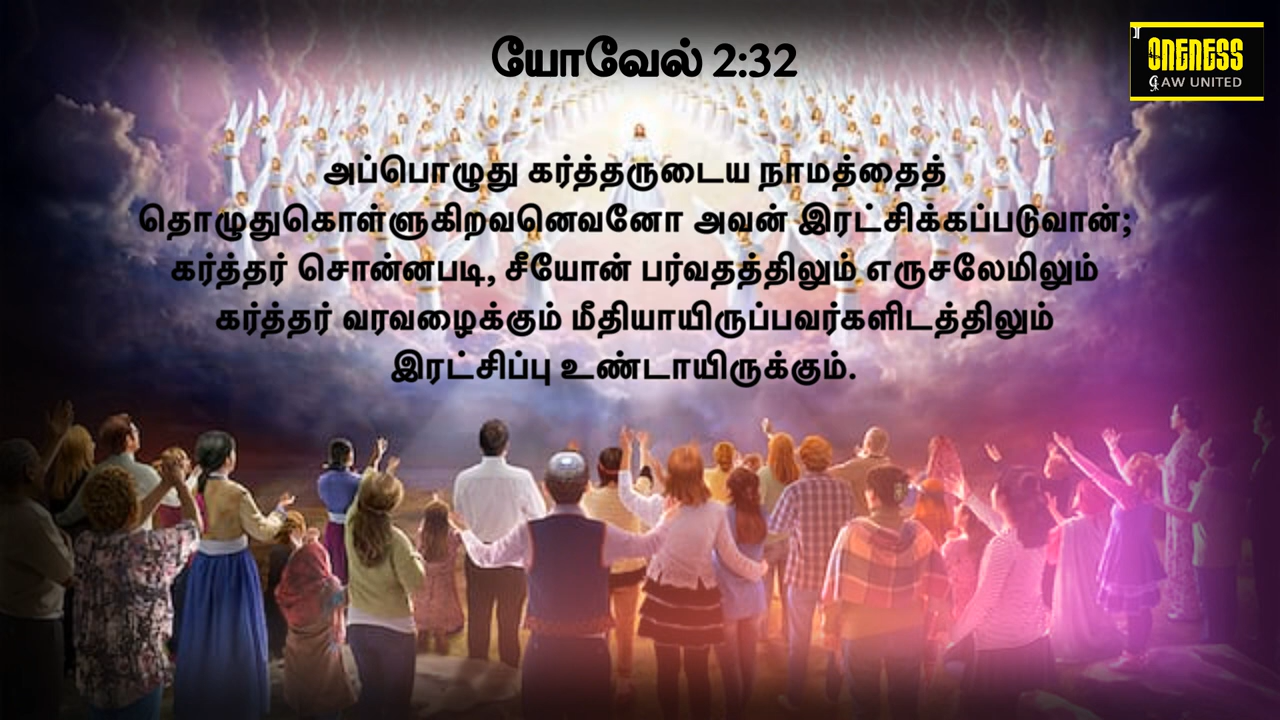 யோவேல் 2:32
ONENESS
GAW UNITED
அப்பொழுது கர்த்தருடைய நாமத்தைத்
தொழுதுகொள்ளுகிறவனெவனோ அவன் இரட்சிக்கப்படுவான்;
கர்த்தர் சொன்னபடி, சீயோன் பர்வதத்திலும் எருசலேமிலும்
கர்த்தர் வரவழைக்கும் மீதியாயிருப்பவர்களிடத்திலும்
இரட்சிப்பு உண்டாயிருக்கும்.